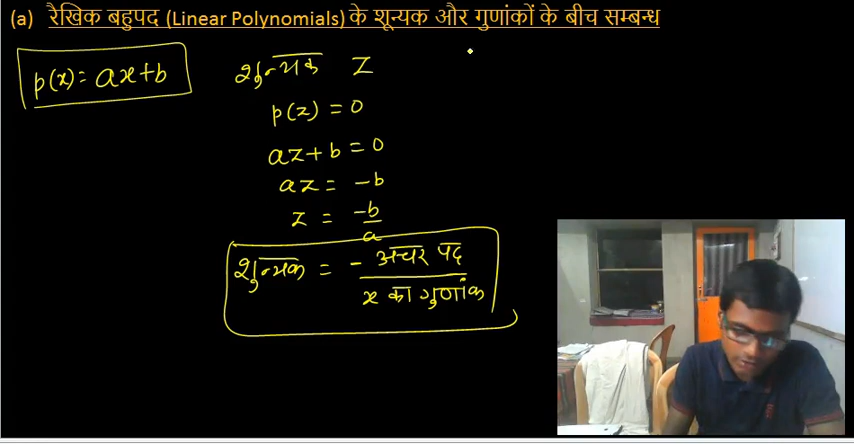 (a) रैखिक बहुपद (Linear Polynomials) के शून्यक और गुणांकों के बीच सम्बन्ध
p(x) = ax+b
शुन्यक z
p(z) = 0
az+b = 0
az = -b
z = -b/a
शुन्यक = - अचर पद / x का गुणांक